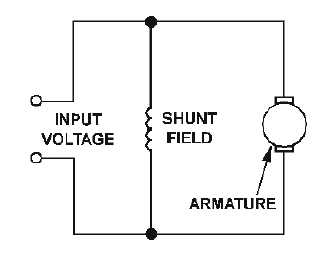 INPUT
VOLTAGE
SHUNT
FIELD
ARMATURE